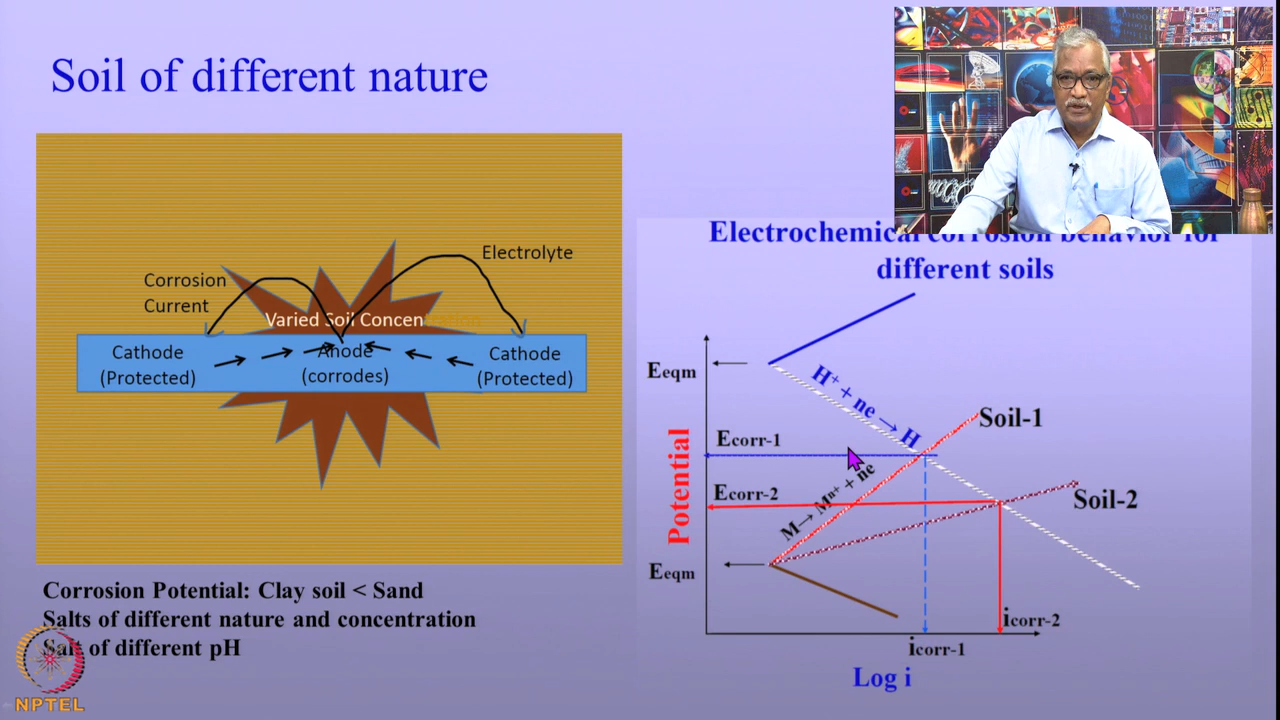 Soil of different nature
Electrolyte
Corrosion
Current
Varied Soil Concentration
Cathode
(Protected)
Anode
(corrodes)
Cathode
(Protected)
Corrosion Potential: Clay soil < Sand
Salts of different nature and concentration
Salt of different pH
NPTEL
Electrochemical corrosion behavior for
different soils
Eeqm
H⁺ + ne → H
Soil-1
Ecorr-1
Potential
M→ Mⁿ⁺ + ne
Ecorr-2
Soil-2
Eeqm
icorr-2
icorr-1
Log i